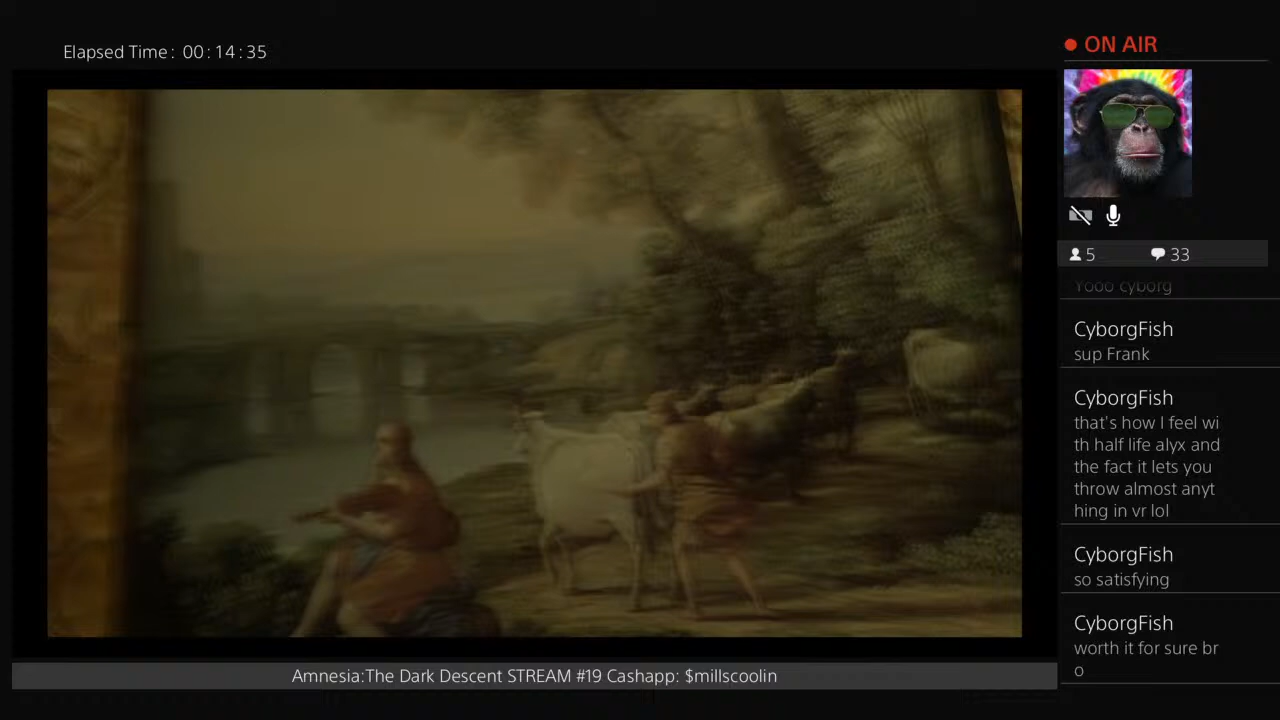 Elapsed Time: 00:14:35
ON AIR
5
33
Yooo cyborg
CyborgFish
sup Frank
CyborgFish
that's how I feel wi
th half life alyx and
the fact it lets you
throw almost anyt
hing in vr lol
CyborgFish
so satisfying
CyborgFish
worth it for sure br
o
Amnesia:The Dark Descent STREAM #19 Cashapp: $millscoolin